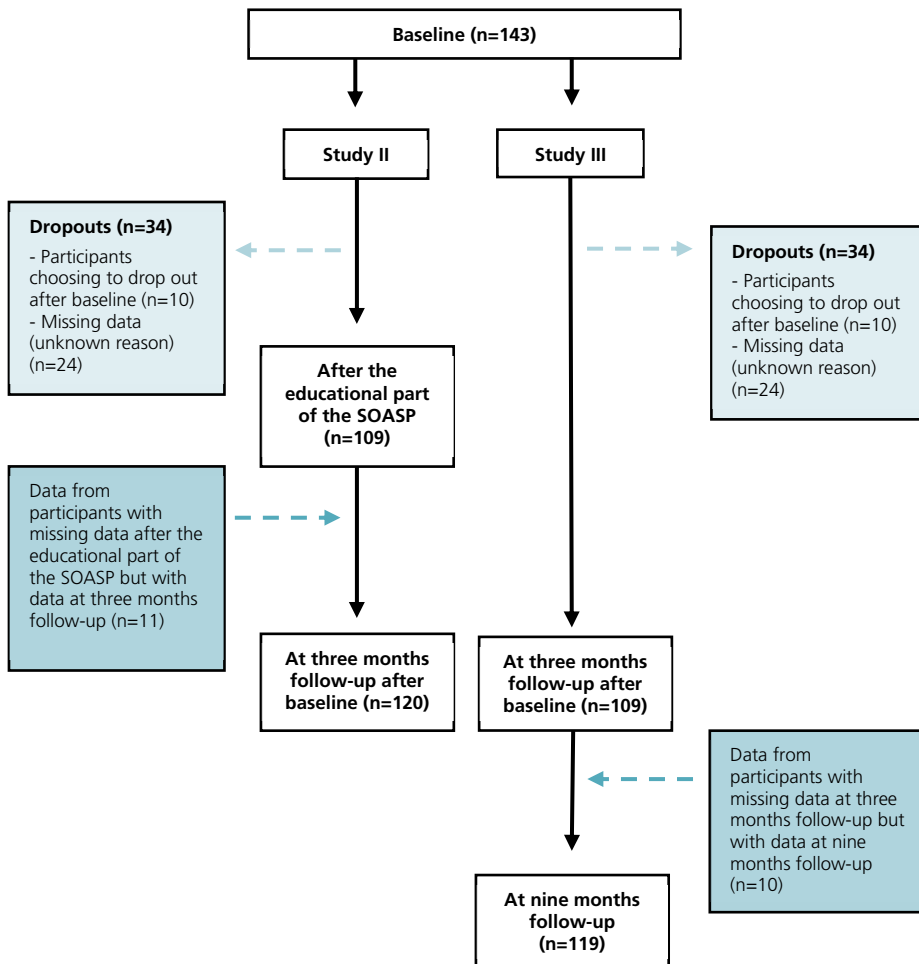 Baseline (n=143)
Study II
Study III
Dropouts (n=34)
- Participants
choosing to drop out
after baseline (n=10)
- Missing data
(unknown reason)
(n=24)
Dropouts (n=34)
- Participants
choosing to drop out
after baseline (n=10)
- Missing data
(unknown reason)
(n=24)
After the
educational part
of the SOASP
(n=109)
Data from
participants with
missing data after the
educational part of
the SOASP but with
data at three months
follow-up (n=11)
At three months
follow-up after
baseline (n=120)
At three months
follow-up after
baseline (n=109)
Data from
participants with
missing data at three
months follow-up but
with data at nine
months follow-up
(n=10)
At nine months
follow-up
(n=119)